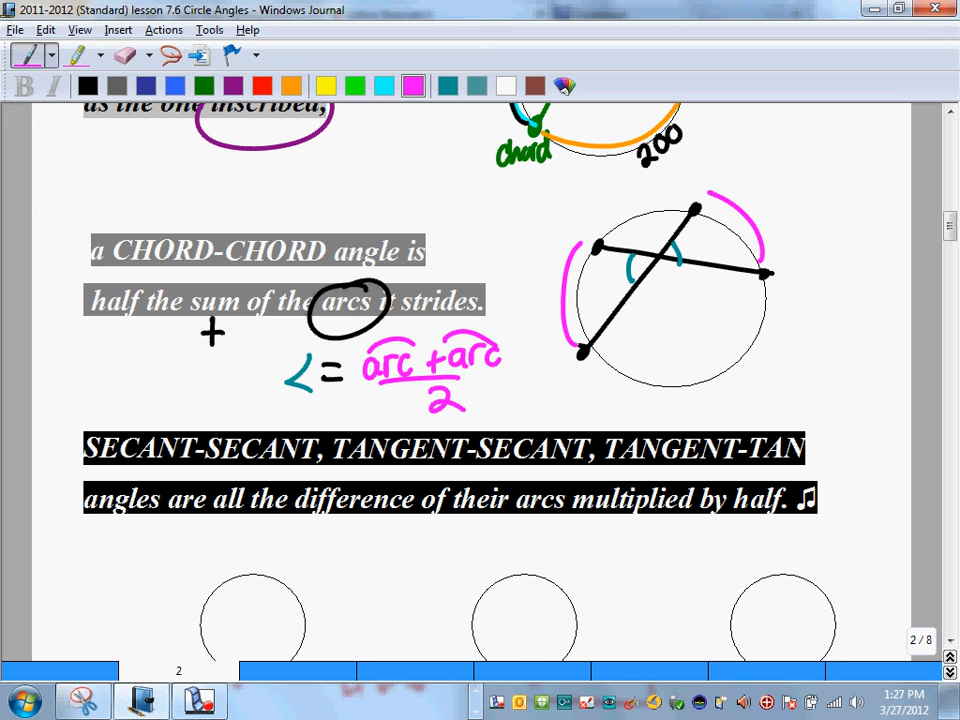 2011-2012 (Standard) lesson 7.6 Circle Angles - Windows Journal
File Edit View Insert Actions Tools Help
B I
as the one inscribed,
chord
200
a CHORD-CHORD angle is
half the sum of the arcs it strides.
+
∠ = arc + arc
2
SECANT-SECANT, TANGENT-SECANT, TANGENT-TAN
angles are all the difference of their arcs multiplied by half. ♫
2 / 8
2
1:27 PM
3/27/2012